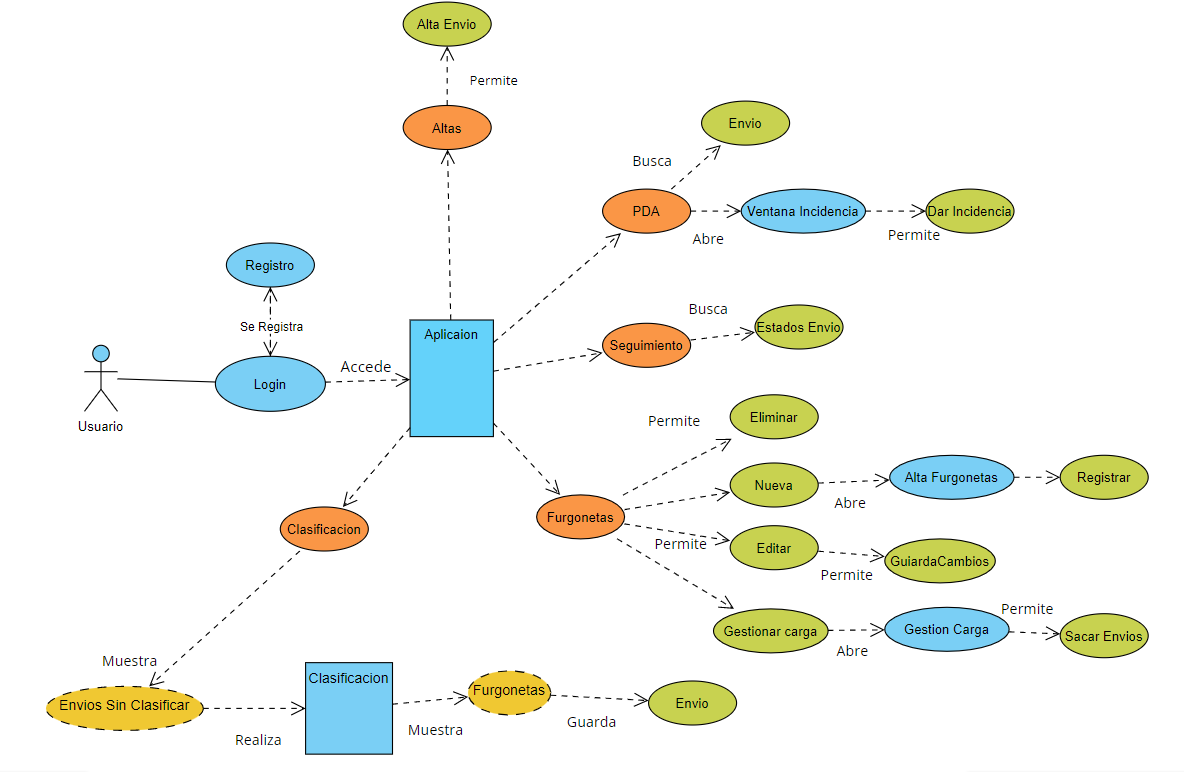 Alta Envio
Permite
Altas
Envio
Busca
PDA
Ventana Incidencia
Dar Incidencia
Abre
Permite
Registro
Se Registra
Busca
Estados Envio
Aplicaion
Seguimiento
Accede
Login
Usuario
Permite
Eliminar
Nueva
Alta Furgonetas
Registrar
Abre
Furgonetas
Clasificacion
Permite
Editar
GuiardaCambios
Permite
Permite
Gestionar carga
Gestion Carga
Sacar Envios
Abre
Muestra
Clasificacion
Furgonetas
Envios Sin Clasificar
Envio
Guarda
Muestra
Realiza